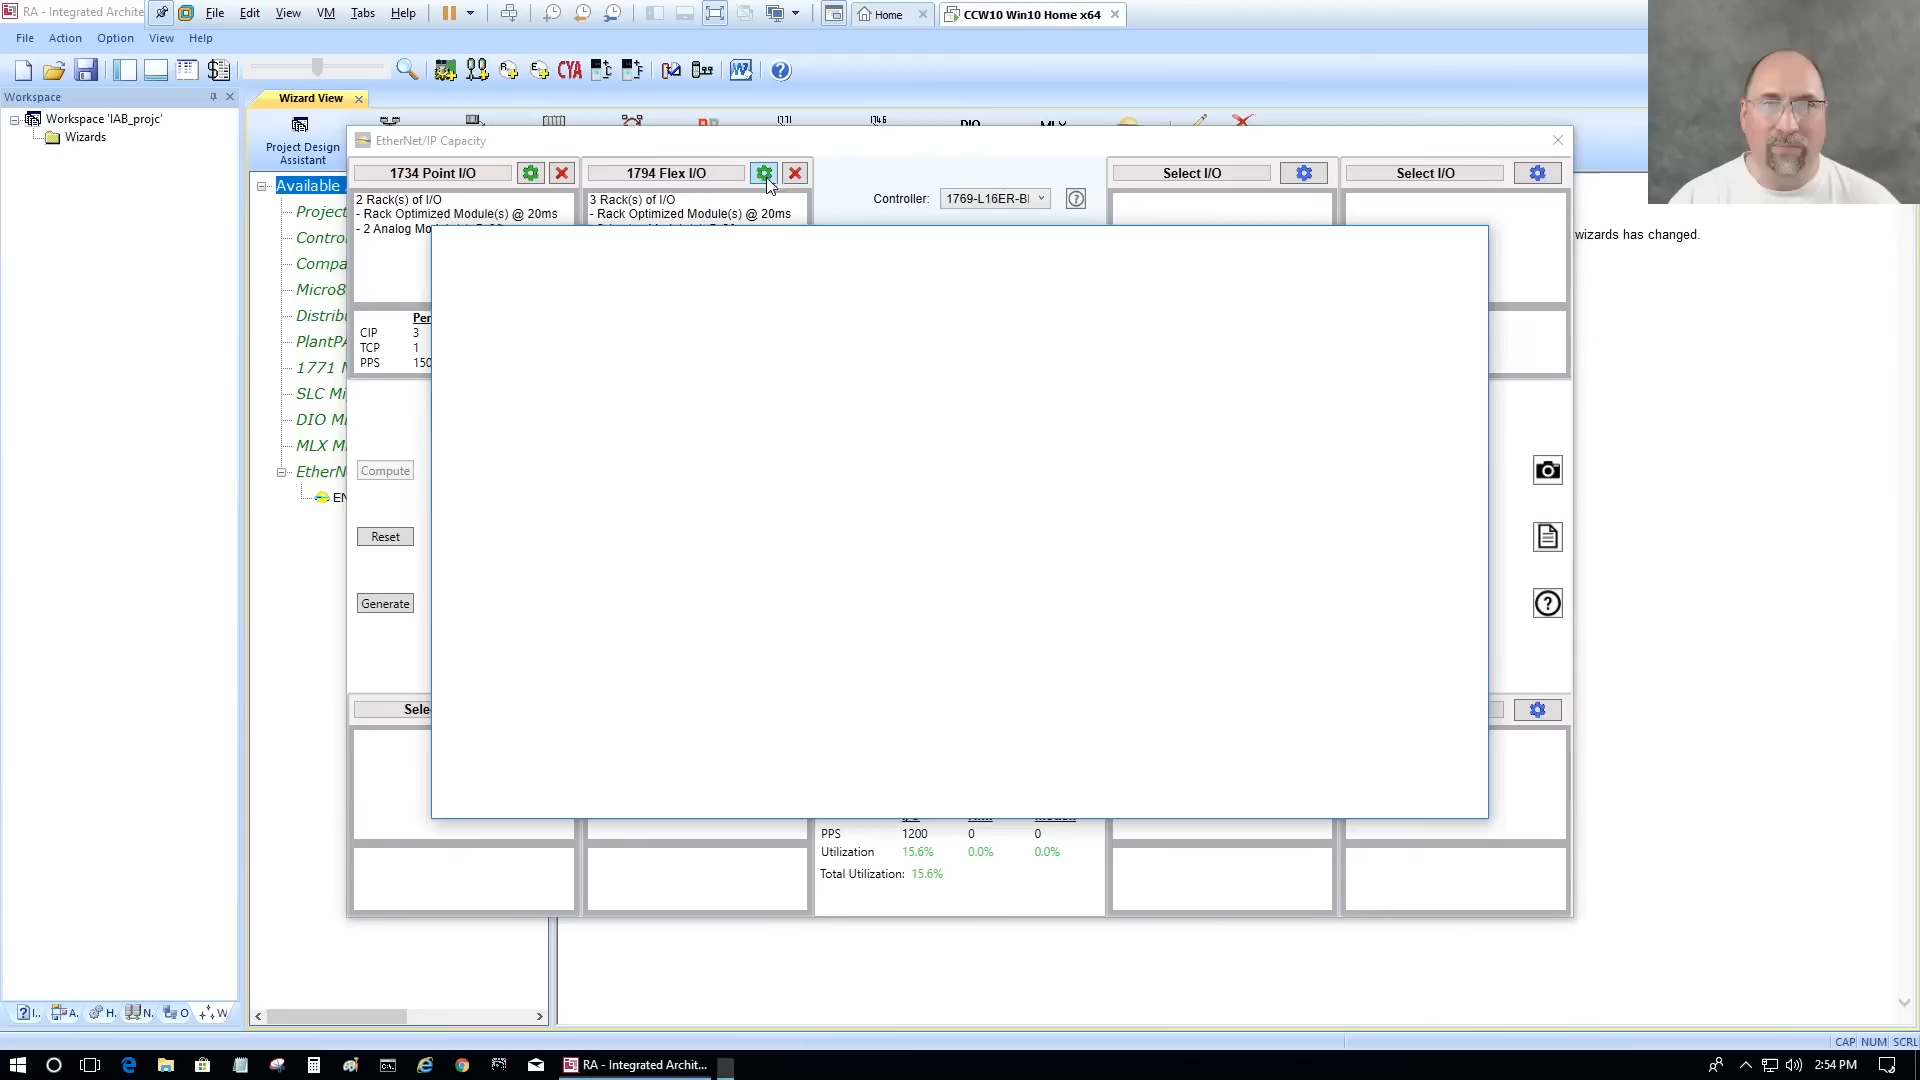 RA - Integrated Archite
File Edit View VM Tabs Help
Home
CCW10 Win10 Home x64
File Action Option View Help
CYA
Workspace
Workspace 'IAB_projc'
Wizards
Wizard View
Project Design
Assistant
EtherNet/IP Capacity
Available
Project
Contro
Compa
Micro8
Distribu
PlantPA
1771
SLC Mi
DIO M
MLX M
EtherN
EN
1734 Point I/O
2 Rack(s) of I/O
- Rack Optimized Module(s) @ 20ms
- 2 Analog Mo
Per
CIP 3
TCP 1
PPS 150
1794 Flex I/O
3 Rack(s) of I/O
- Rack Optimized Module(s) @ 20ms
Controller: 1769-L16ER-B
Select I/O
Select I/O
wizards has changed.
Compute
Reset
Generate
Sele
PPS 1200 0 0
Utilization 15.6% 0.0% 0.0%
Total Utilization: 15.6%
I.. A. H. N. O W
CAP NUM SCRL
RA - Integrated Archit...
2:54 PM